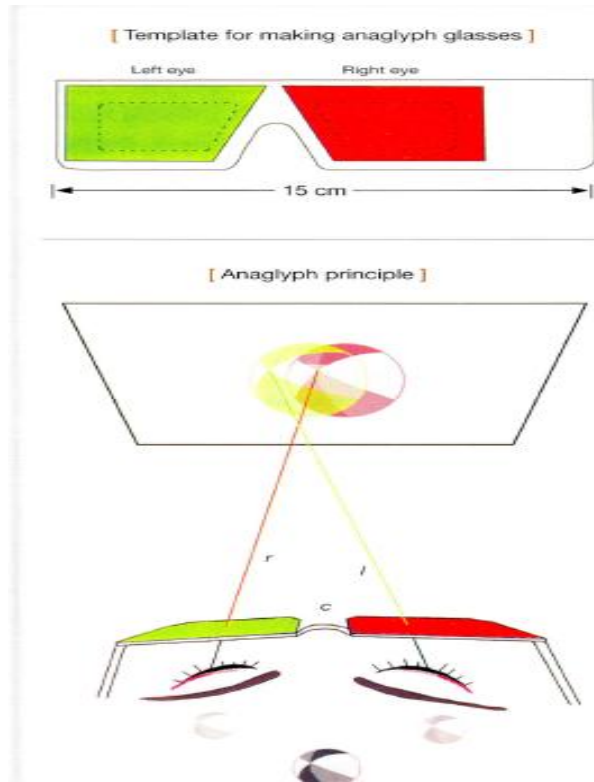 [ Template for making anaglyph glasses ]
Left eye Right eye
15 cm
[ Anaglyph principle ]
r
l
c